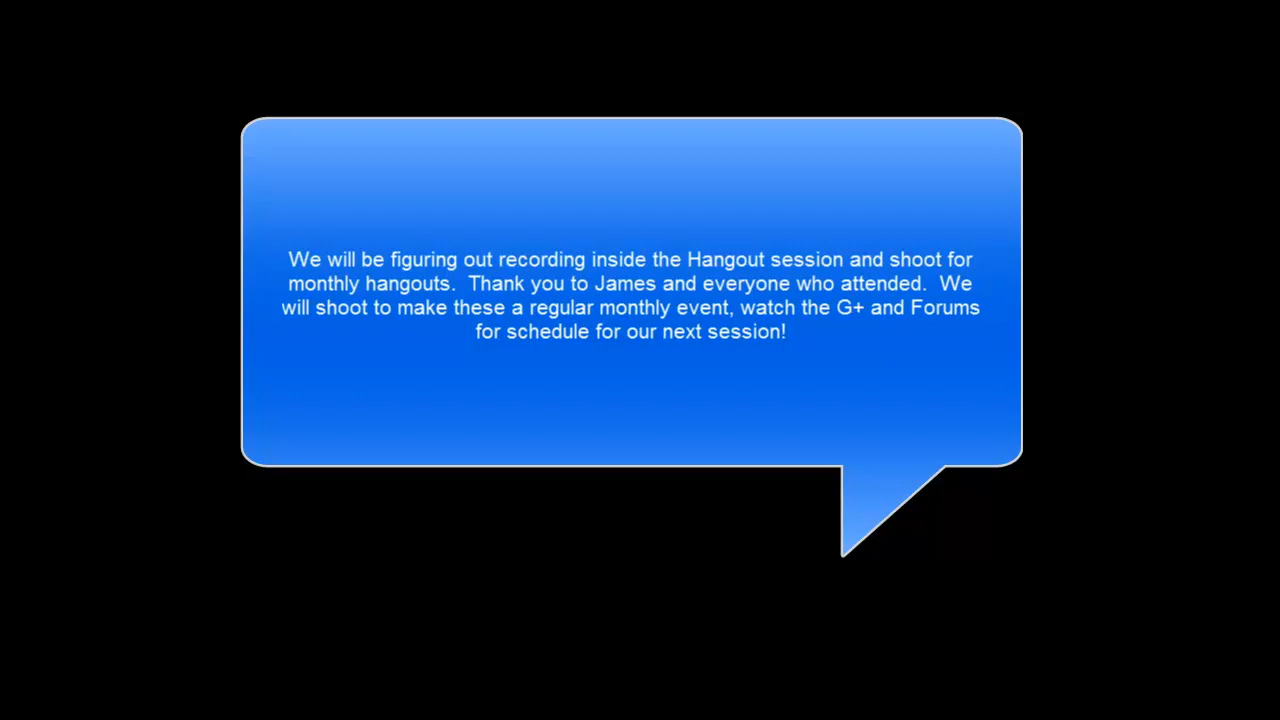 We will be figuring out recording inside the Hangout session and shoot for
monthly hangouts.  Thank you to James and everyone who attended.  We
will shoot to make these a regular monthly event, watch the G+ and Forums
for schedule for our next session!